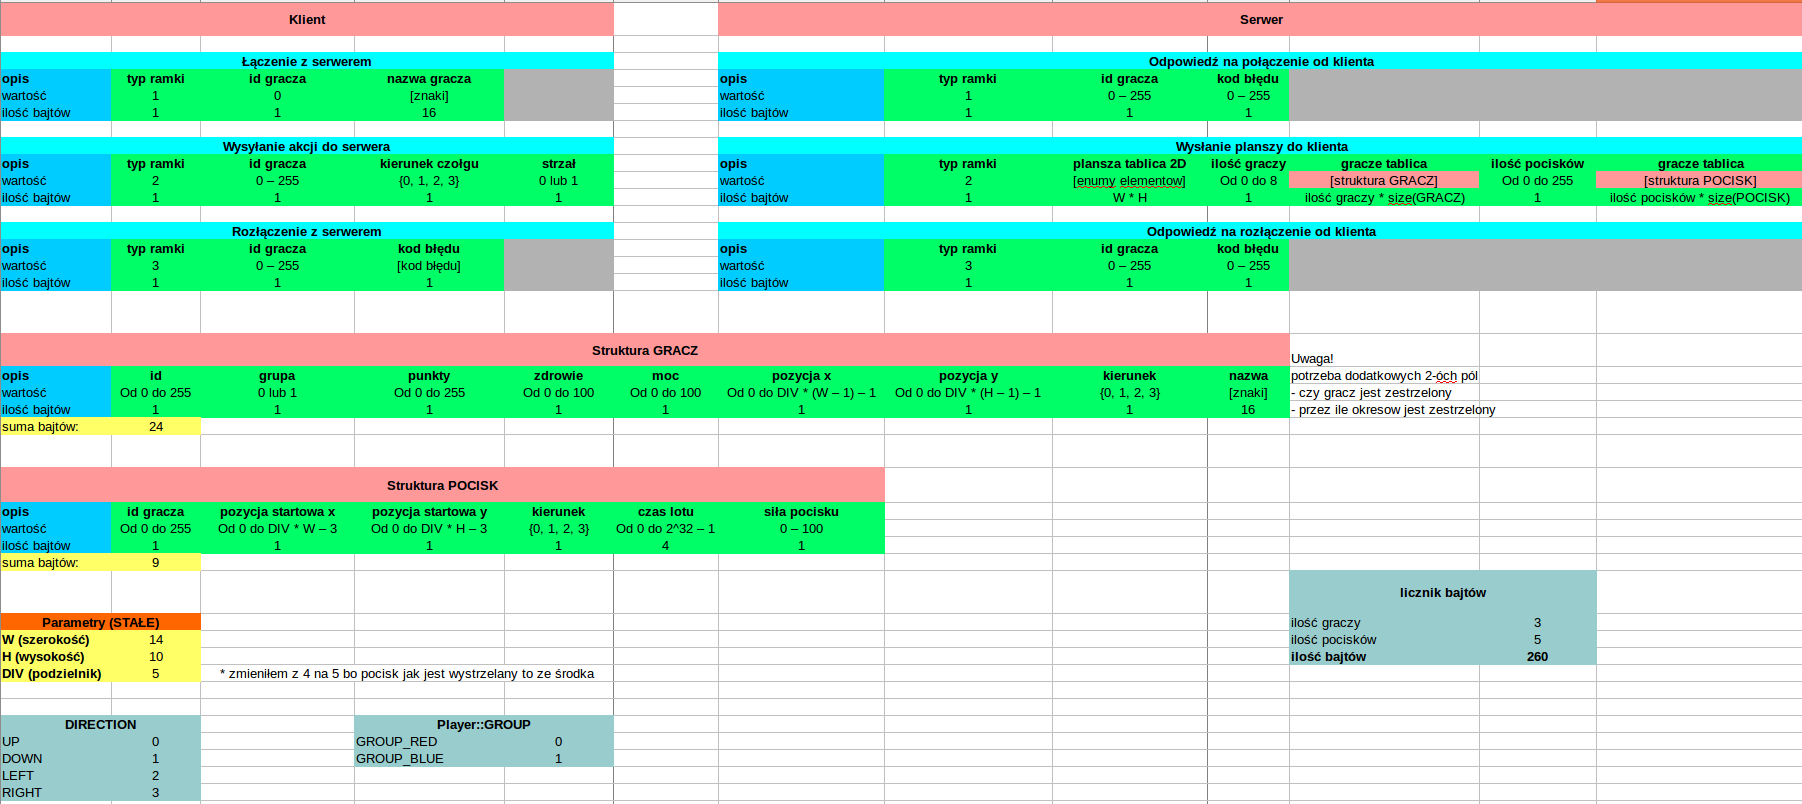 Klient Serwer
Łączenie z serwerem Odpowiedź na połączenie od klienta
opis typ ramki id gracza nazwa gracza opis typ ramki id gracza kod błędu
wartość 1 0 [znaki] wartość 1 0 – 255 0 – 255
ilość bajtów 1 1 16 ilość bajtów 1 1 1
Wysyłanie akcji do serwera Wysłanie planszy do klienta
opis typ ramki id gracza kierunek czołgu strzał opis typ ramki plansza tablica 2D ilość graczy gracze tablica ilość pocisków gracze tablica
wartość 2 0 – 255 {0, 1, 2, 3} 0 lub 1 wartość 2 [enumy elementow] Od 0 do 8 [struktura GRACZ] Od 0 do 255 [struktura POCISK]
ilość bajtów 1 1 1 1 ilość bajtów 1 W * H 1 ilość graczy * size(GRACZ) 1 ilość pocisków * size(POCISK)
Rozłączenie z serwerem Odpowiedź na rozłączenie od klienta
opis typ ramki id gracza kod błędu opis typ ramki id gracza kod błędu
wartość 3 0 – 255 [kod błędu] wartość 3 0 – 255 0 – 255
ilość bajtów 1 1 1 ilość bajtów 1 1 1
Struktura GRACZ Uwaga!
opis id grupa punkty zdrowie moc pozycja x pozycja y kierunek nazwa potrzeba dodatkowych 2-óch pól
wartość Od 0 do 255 0 lub 1 Od 0 do 255 Od 0 do 100 Od 0 do 100 Od 0 do DIV * (W – 1) – 1 Od 0 do DIV * (H – 1) – 1 {0, 1, 2, 3} [znaki] - czy gracz jest zestrzelony
ilość bajtów 1 1 1 1 1 1 1 1 16 - przez ile okresow jest zestrzelony
suma bajtów: 24
Struktura POCISK
opis id gracza pozycja startowa x pozycja startowa y kierunek czas lotu siła pocisku
wartość Od 0 do 255 Od 0 do DIV * W – 3 Od 0 do DIV * H – 3 {0, 1, 2, 3} Od 0 do 2^32 – 1 0 – 100
ilość bajtów 1 1 1 1 4 1
suma bajtów: 9
licznik bajtów
Parametry (STAŁE) ilość graczy 3
W (szerokość) 14 ilość pocisków 5
H (wysokość) 10 ilość bajtów 260
DIV (podzielnik) 5 * zmieniłem z 4 na 5 bo pocisk jak jest wystrzelany to ze środka
DIRECTION Player::GROUP
UP 0 GROUP_RED 0
DOWN 1 GROUP_BLUE 1
LEFT 2
RIGHT 3